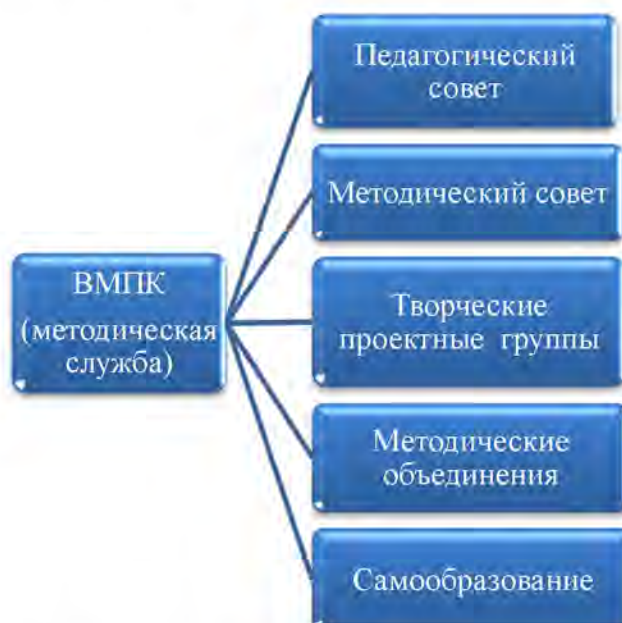 Педагогический
совет
Методический совет
ВМПК
(методическая
служба)
Творческие
проектные группы
Методические
объединения
Самообразование